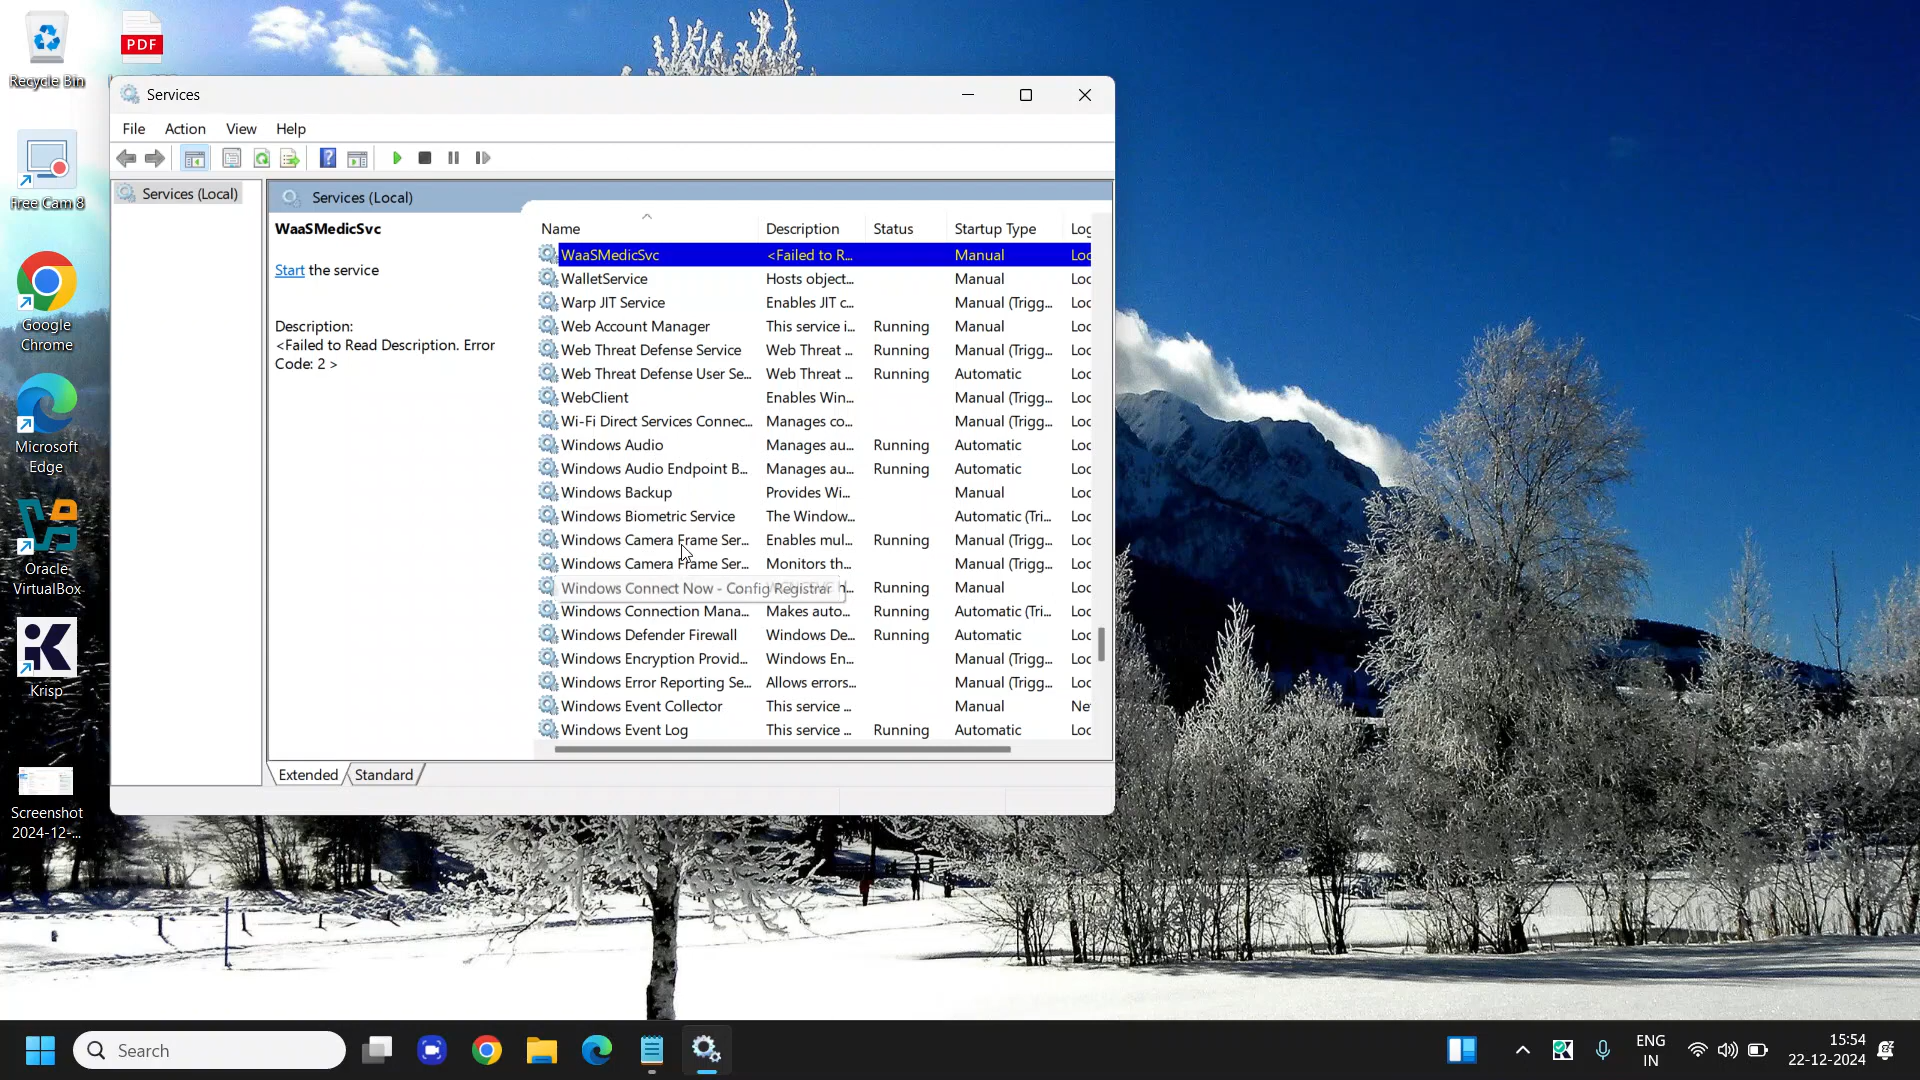 Recycle Bin
PDF
Free Cam 8
Google
Chrome
Microsoft
Edge
Oracle
VirtualBox
Krisp
Screenshot
2024-12-...
Services
File Action View Help
Services (Local)
Services (Local)
WaaSMedicSvc
Start the service
Description:
<Failed to Read Description. Error
Code: 2 >
Name Description Status Startup Type Log
WaaSMedicSvc <Failed to R... Manual Loc
WalletService Hosts object... Manual Loc
Warp JIT Service Enables JIT c... Manual (Trigg... Loc
Web Account Manager This service i... Running Manual Loc
Web Threat Defense Service Web Threat ... Running Manual (Trigg... Loc
Web Threat Defense User Se... Web Threat ... Running Automatic Loc
WebClient Enables Win... Manual (Trigg... Loc
Wi-Fi Direct Services Connec... Manages co... Manual (Trigg... Loc
Windows Audio Manages au... Running Automatic Loc
Windows Audio Endpoint B... Manages au... Running Automatic Loc
Windows Backup Provides Wi... Manual Loc
Windows Biometric Service The Window... Automatic (Tri... Loc
Windows Camera Frame Ser... Enables mul... Running Manual (Trigg... Loc
Windows Camera Frame Ser... Monitors th... Manual (Trigg... Loc
Windows Connect Now - Config Registrar Running Manual Loc
Windows Connection Mana... Makes auto... Running Automatic (Tri... Loc
Windows Defender Firewall Windows De... Running Automatic Loc
Windows Encryption Provid... Windows En... Manual (Trigg... Loc
Windows Error Reporting Se... Allows errors... Manual (Trigg... Loc
Windows Event Collector This service ... Manual Ne
Windows Event Log This service ... Running Automatic Loc
Extended Standard
Search
ENG
IN
15:54
22-12-2024